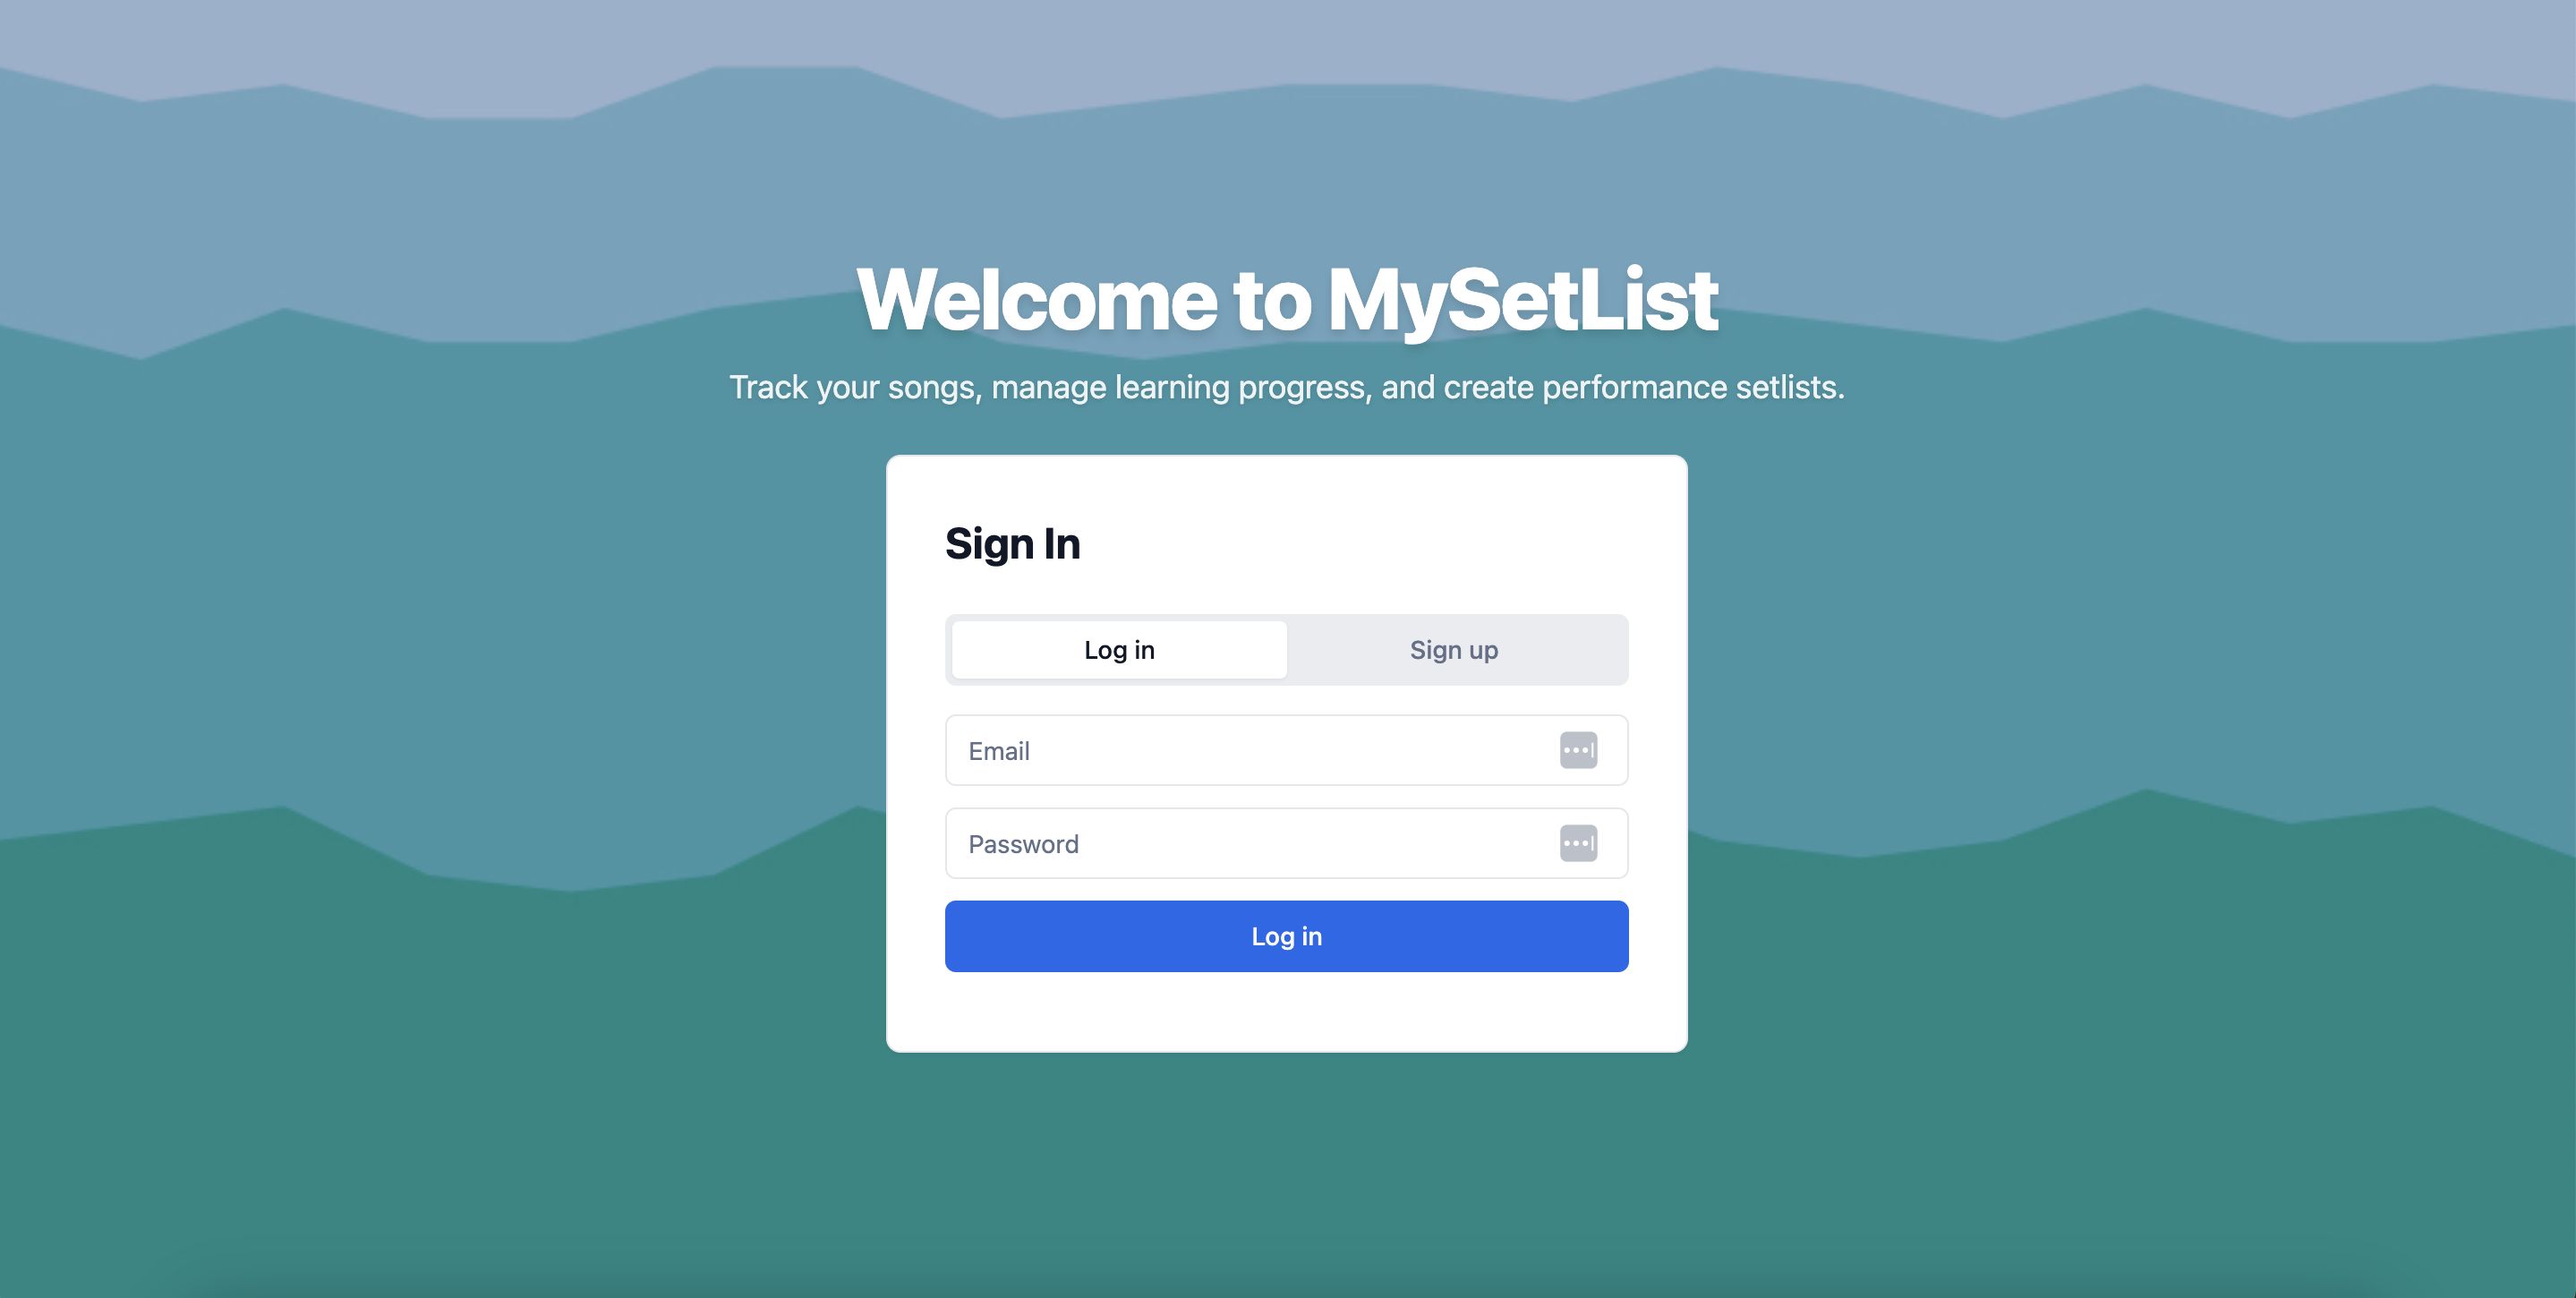 Welcome to MySetList
Track your songs, manage learning progress, and create performance setlists.
Sign In
Log in
Sign up
Email
Password
Log in